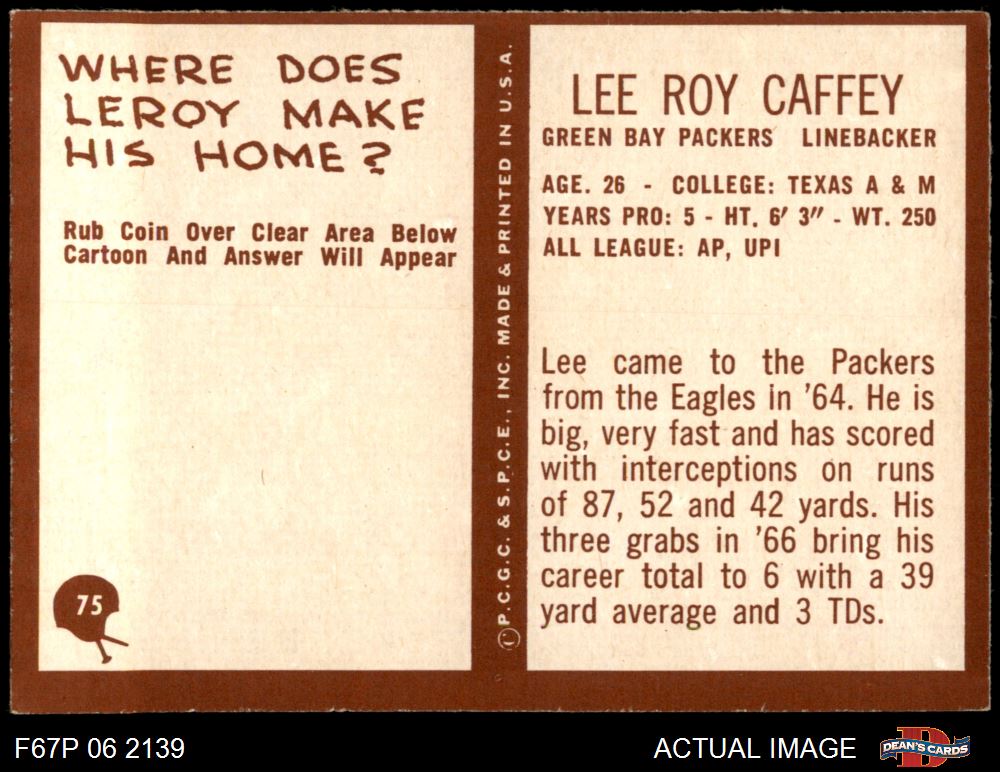 WHERE DOES
LEROY MAKE
HIS HOME?
Rub Coin Over Clear Area Below
Cartoon And Answer Will Appear
75
©P.C.G.C. & S.P.C.E., INC. MADE & PRINTED IN U.S.A.
LEE ROY CAFFEY
GREEN BAY PACKERS LINEBACKER
AGE. 26 - COLLEGE: TEXAS A & M
YEARS PRO: 5 - HT. 6′ 3″ - WT. 250
ALL LEAGUE: AP, UPI
Lee came to the Packers
from the Eagles in '64. He is
big, very fast and has scored
with interceptions on runs
of 87, 52 and 42 yards. His
three grabs in '66 bring his
career total to 6 with a 39
yard average and 3 TDs.
F67P 06 2139
ACTUAL IMAGE
D
DEAN'S CARDS